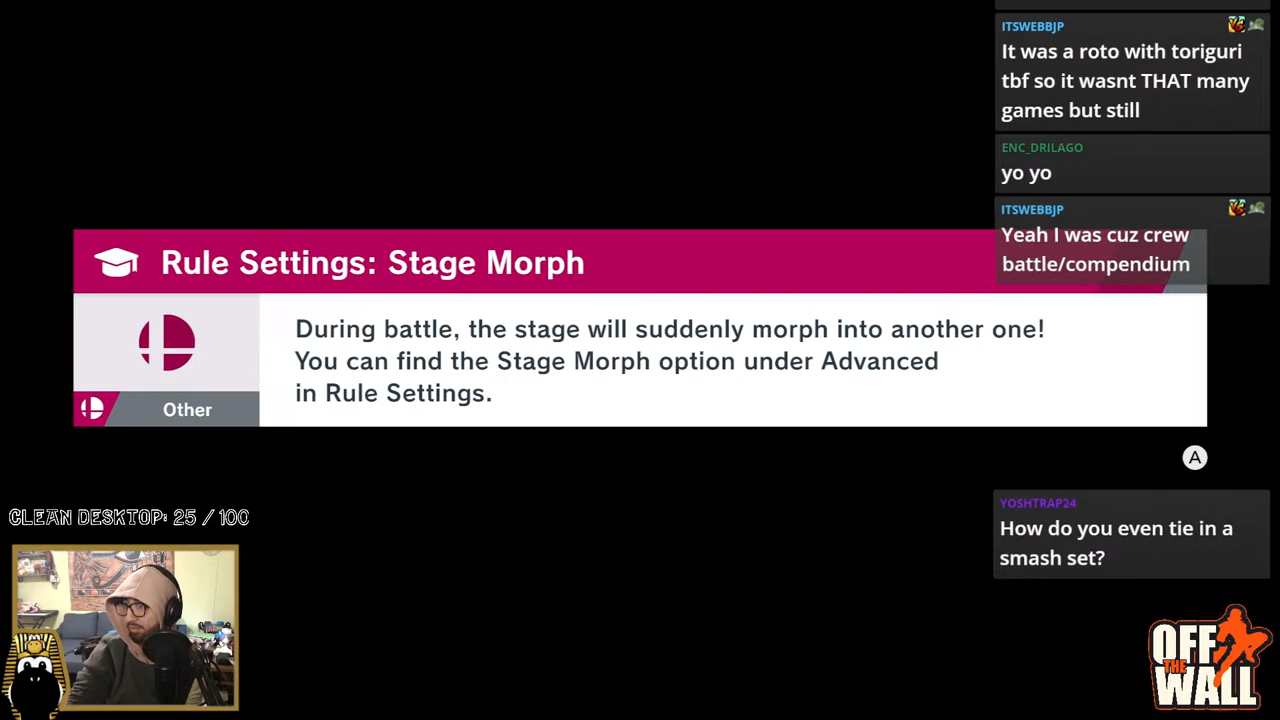 ITSWEBBJP
It was a roto with toriguri
tbf so it wasnt THAT many
games but still
ENC_DRILAGO
yo yo
ITSWEBBJP
Yeah I was cuz crew
battle/compendium
Rule Settings: Stage Morph
During battle, the stage will suddenly morph into another one!
You can find the Stage Morph option under Advanced
in Rule Settings.
Other
A
YOSHTRAP24
How do you even tie in a
smash set?
CLEAN DESKTOP: 25 / 100
OFF
THE
WALL